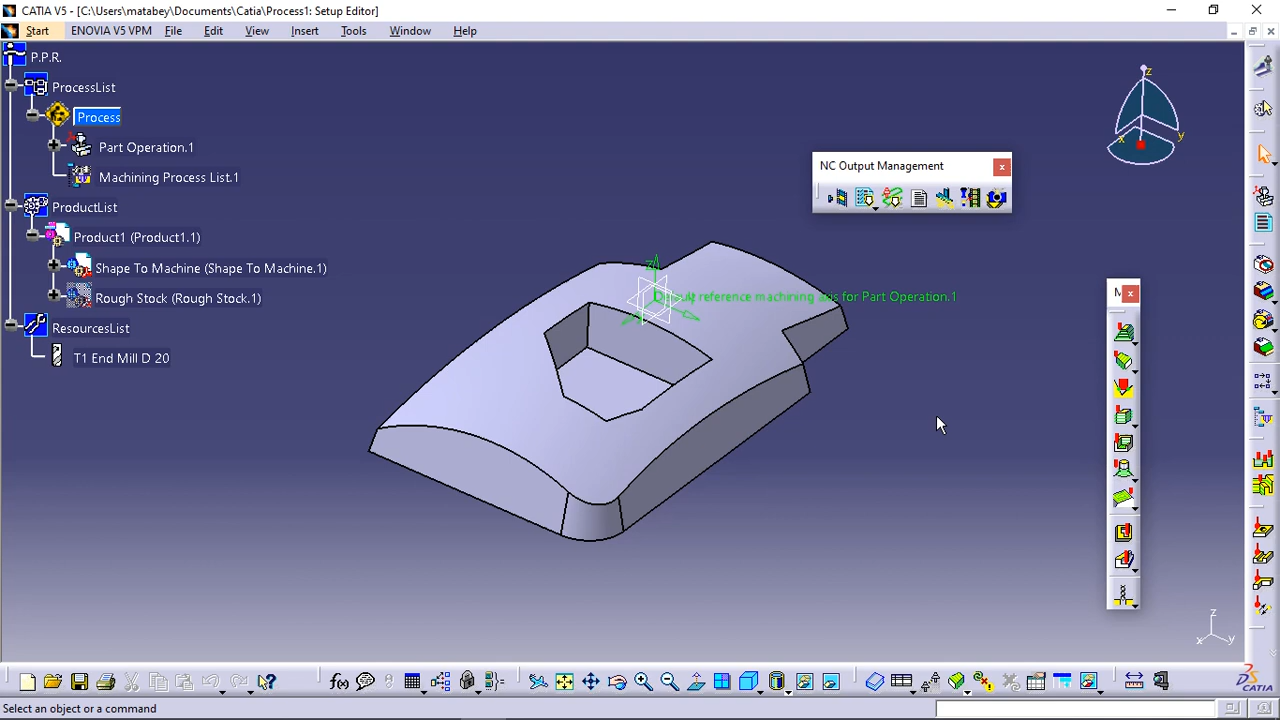 CATIA V5 - [C:\Users\matabey\Documents\Catia\Process1: Setup Editor]
Start ENOVIA V5 VPM File Edit View Insert Tools Window Help
P.P.R.
ProcessList
Process
Part Operation.1
Machining Process List.1
ProductList
Product1 (Product1.1)
Shape To Machine (Shape To Machine.1)
Rough Stock (Rough Stock.1)
ResourcesList
T1 End Mill D 20
NC Output Management
reference machining axis for Part Operation.1
z
x
y
z
x
y
f(x)
CATIA
Select an object or a command